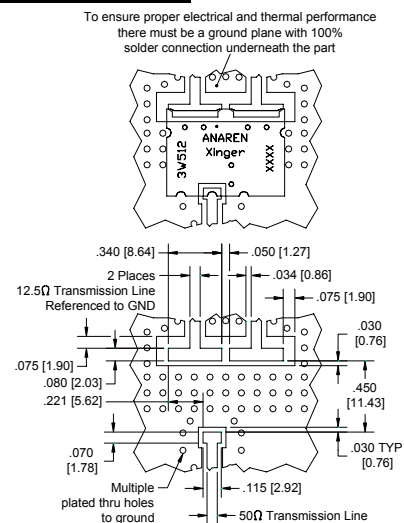 To ensure proper electrical and thermal performance
there must be a ground plane with 100%
solder connection underneath the part
ANAREN
Xinger
3W512
XXXX
.340 [8.64]
.050 [1.27]
2 Places
.034 [0.86]
12.5Ω Transmission Line
Referenced to GND
.075 [1.90]
.030
[0.76]
.075 [1.90]
.080 [2.03]
.450
[11.43]
.221 [5.62]
.070
[1.78]
.030 TYP
[0.76]
Multiple
plated thru holes
to ground
.115 [2.92]
50Ω Transmission Line